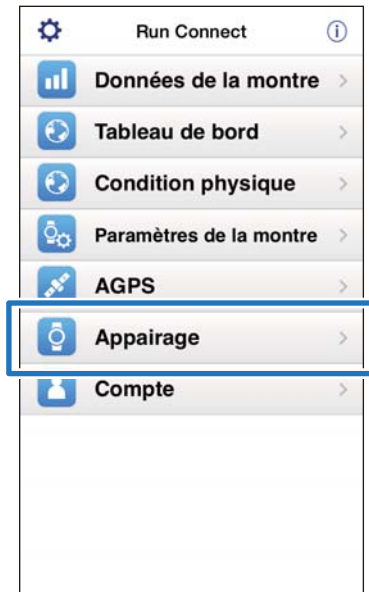 Run Connect
Données de la montre
Tableau de bord
Condition physique
Paramètres de la montre
AGPS
Appairage
Compte